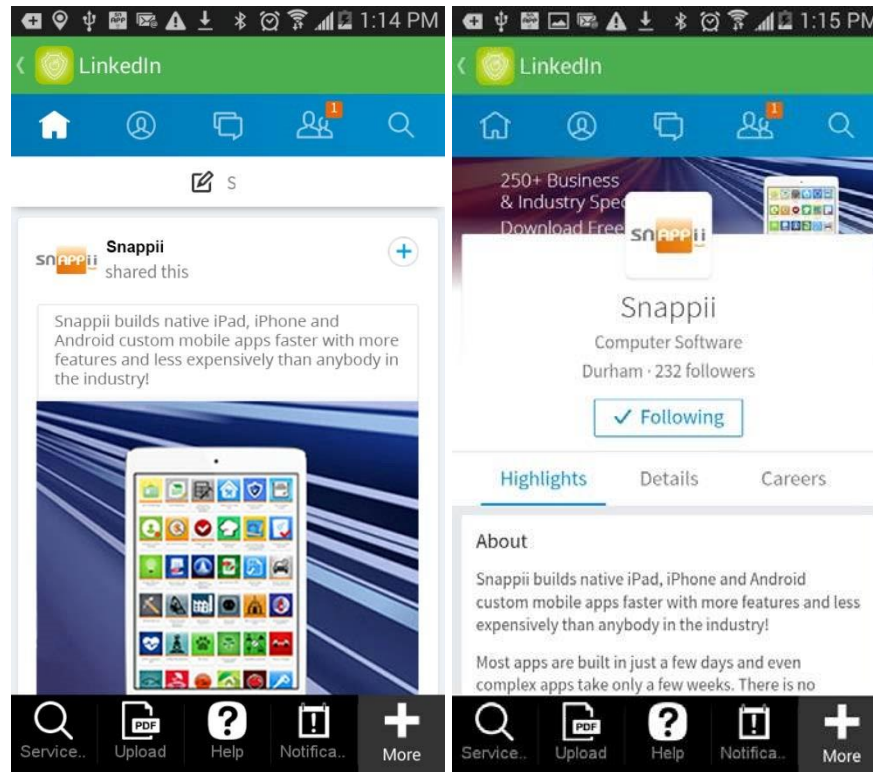 1:14 PM
LinkedIn
1
S
snappii
Snappii
shared this
Snappii builds native iPad, iPhone and
Android custom mobile apps faster with more
features and less expensively than anybody in
the industry!
Service..
PDF
Upload
Help
Notifica..
More
1:15 PM
LinkedIn
1
250+ Business
& Industry Spec
Download Free
snappii
Snappii
Computer Software
Durham · 232 followers
Following
Highlights
Details
Careers
About
Snappii builds native iPad, iPhone and Android
custom mobile apps faster with more features and less
expensively than anybody in the industry!
Most apps are built in just a few days and even
complex apps take only a few weeks. There is no
Service..
PDF
Upload
Help
Notifica..
More